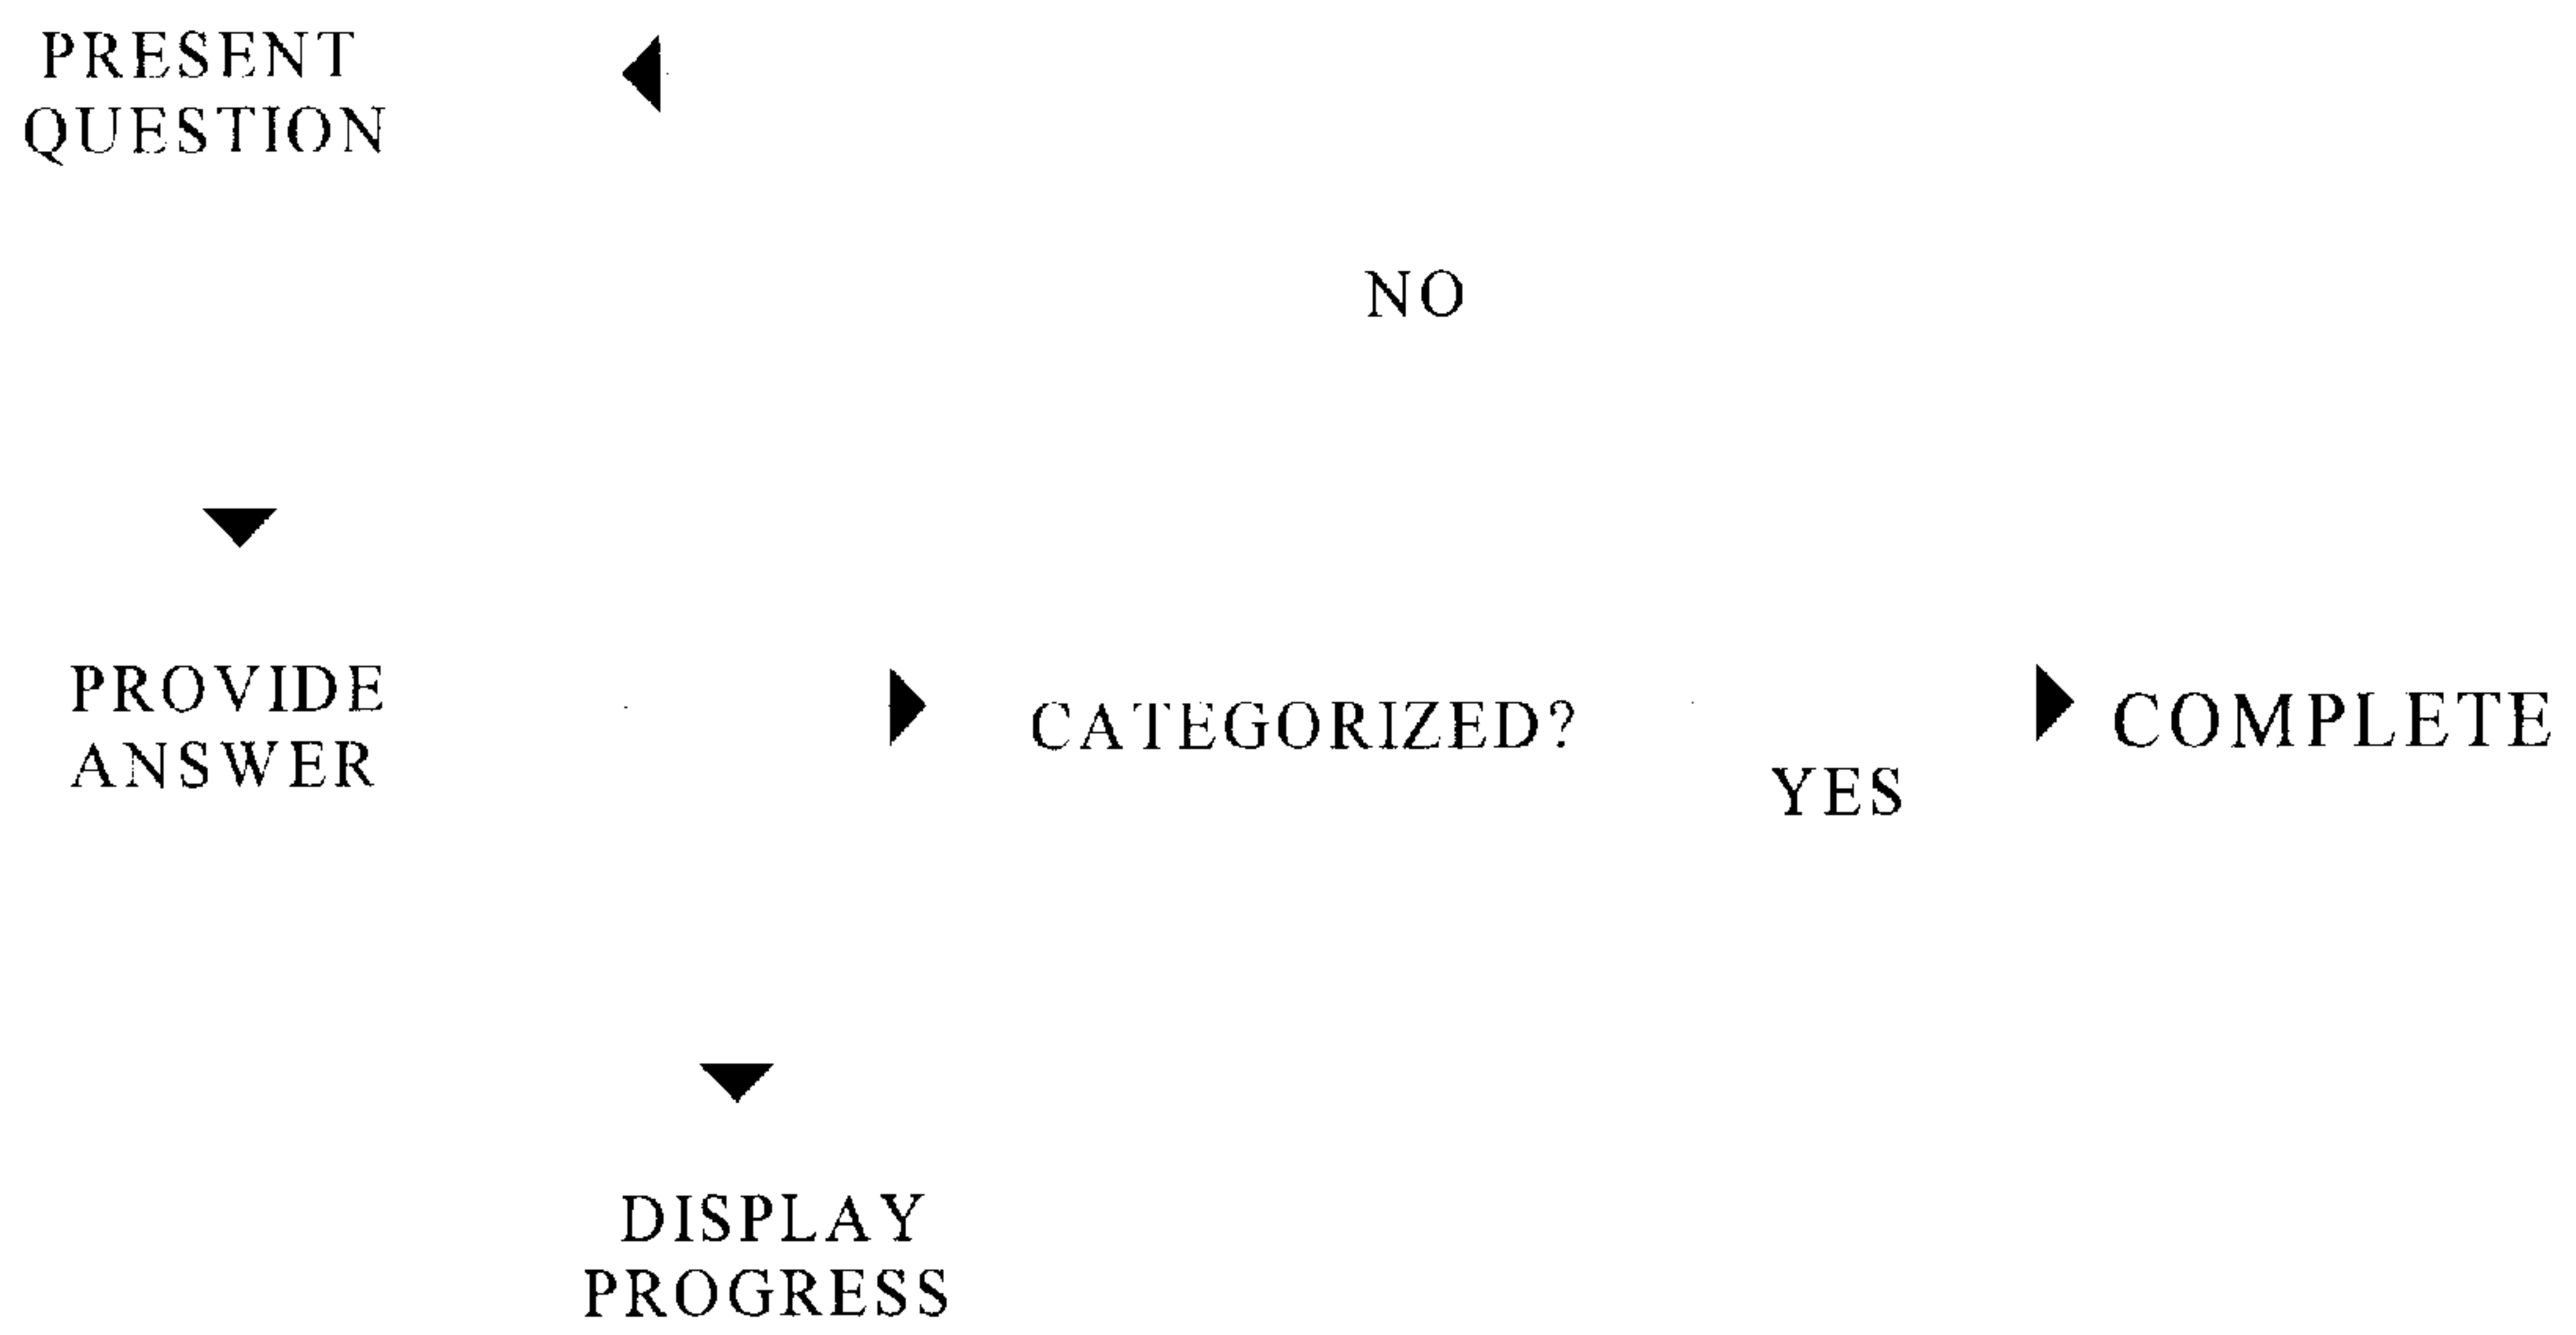 PRESENT
QUESTION
NO
PROVIDE
ANSWER
CATEGORIZED?
YES
COMPLETE
DISPLAY
PROGRESS